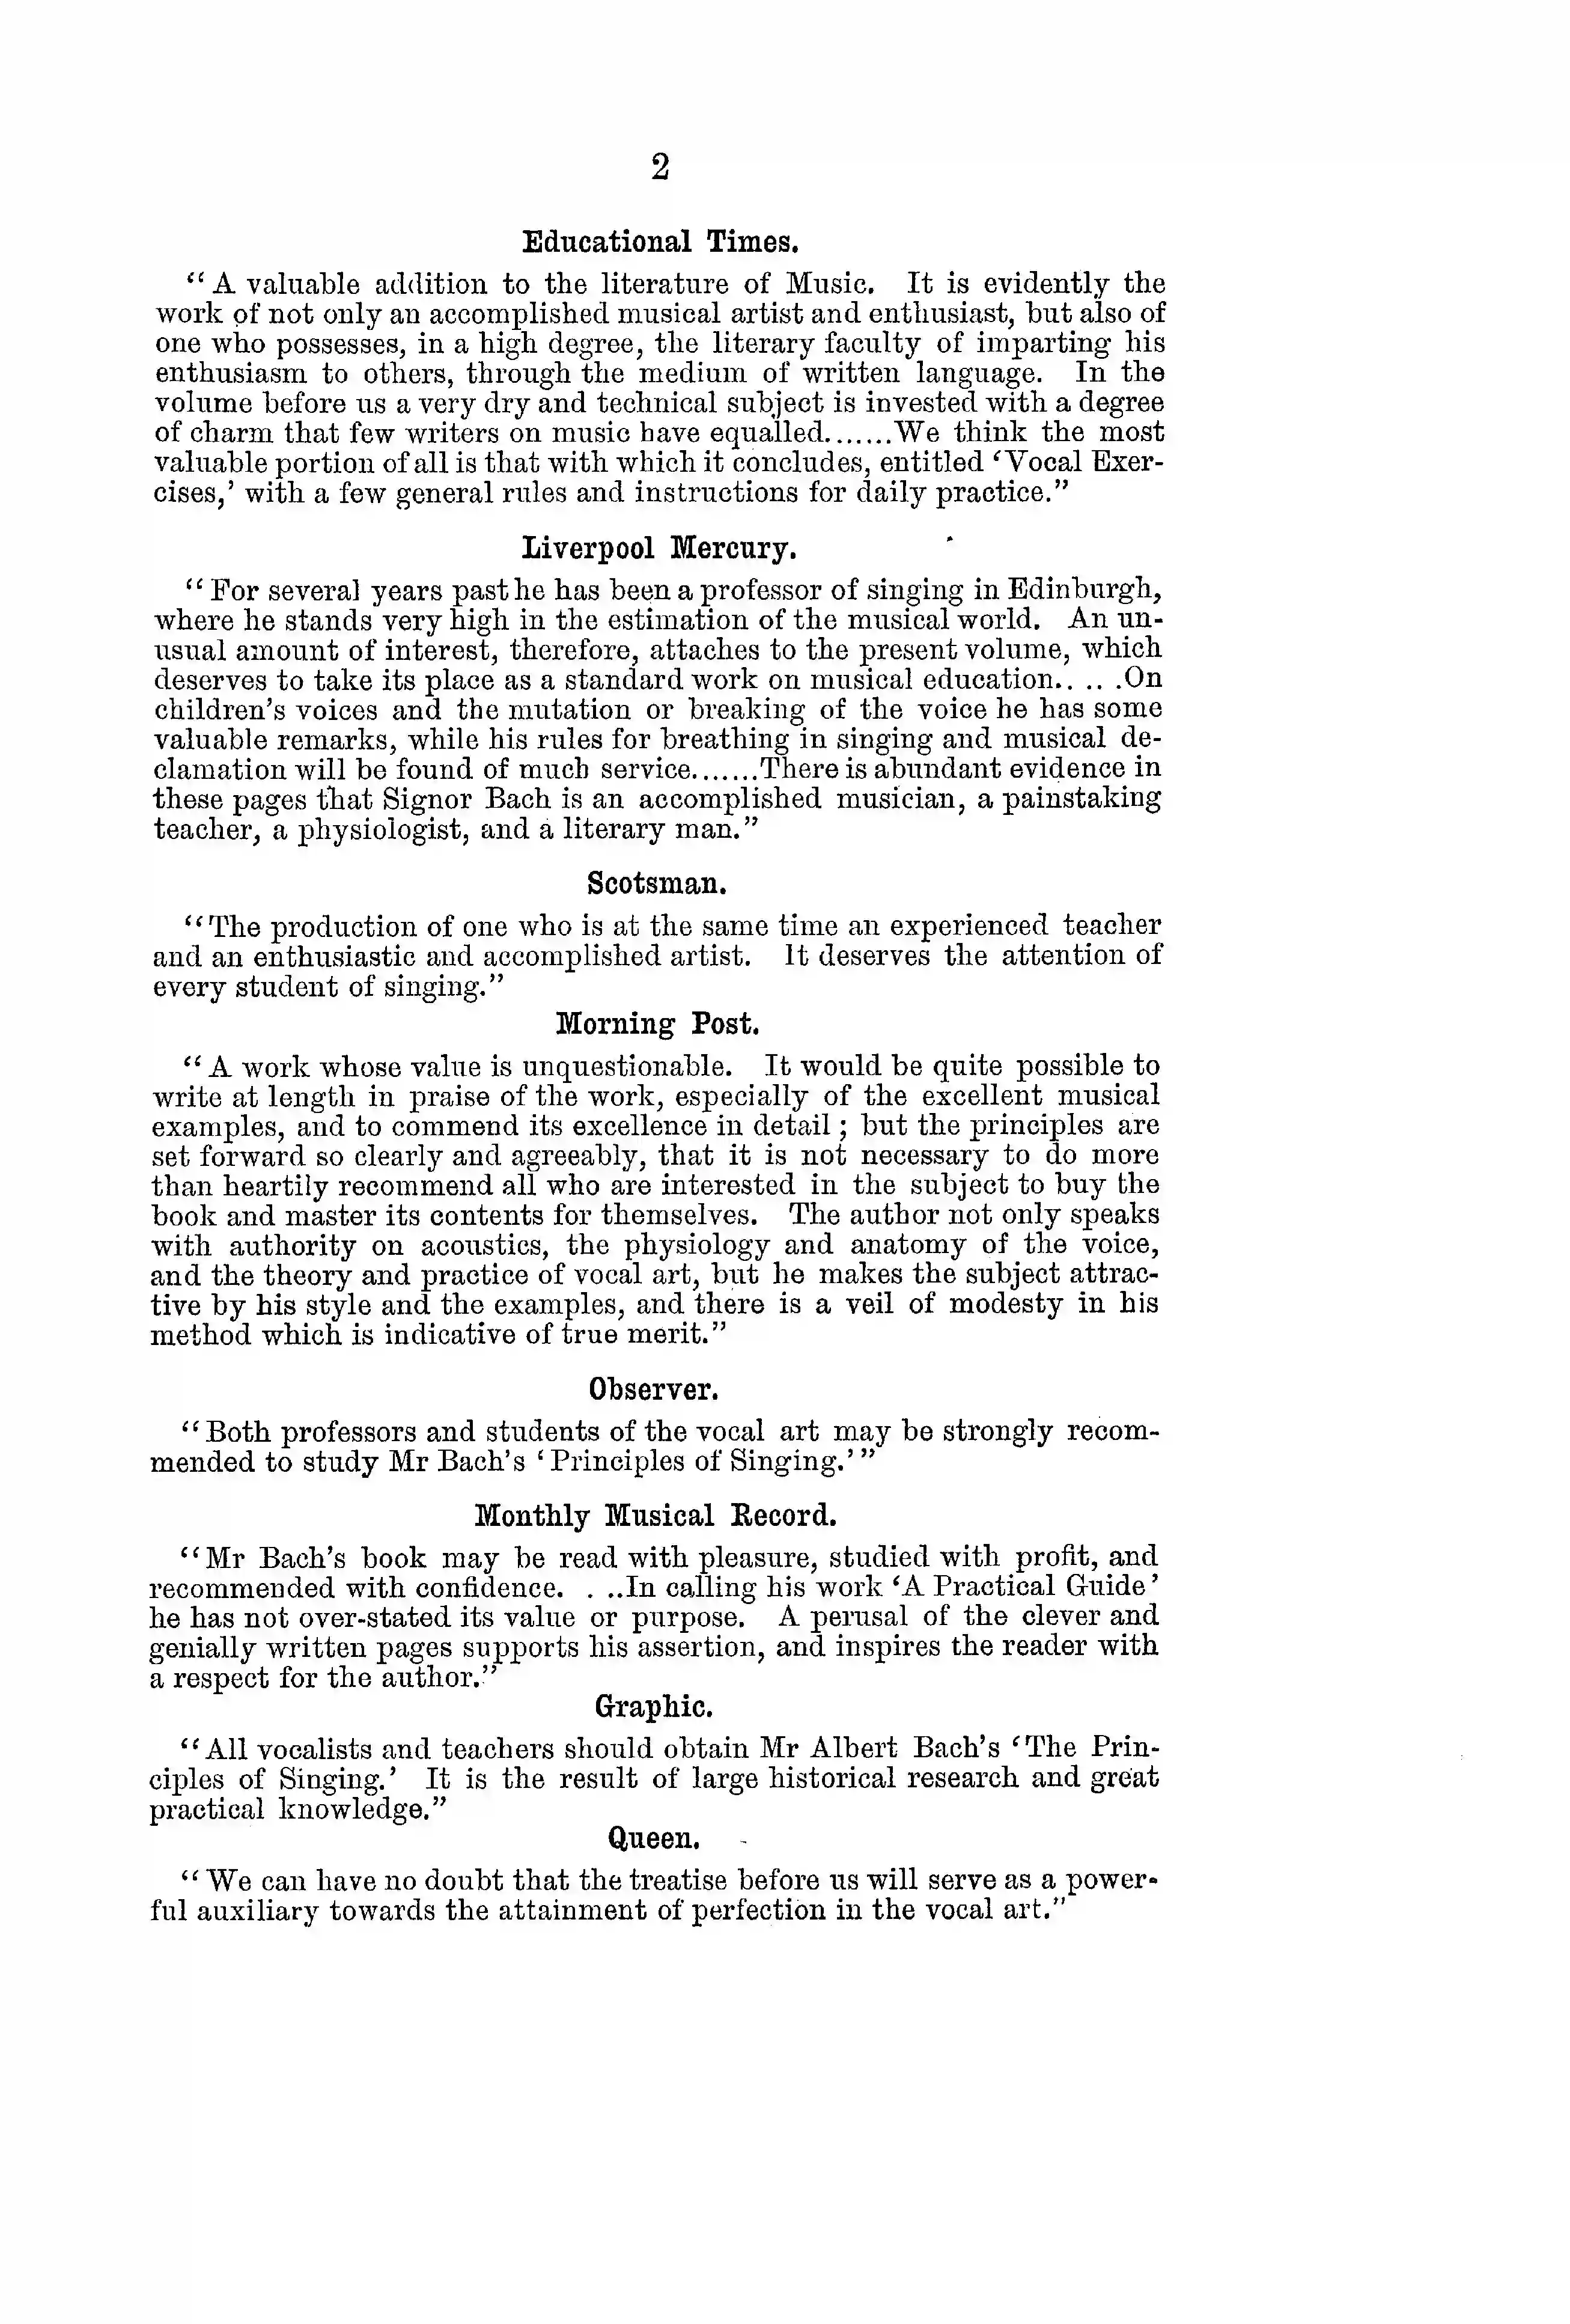 2
Educational Times.
“A valuable addition to the literature of Music. It is evidently the
work of not only an accomplished musical artist and enthusiast, but also of
one who possesses, in a high degree, the literary faculty of imparting his
enthusiasm to others, through the medium of written language. In the
volume before us a very dry and technical subject is invested with a degree
of charm that few writers on music have equalled.......We think the most
valuable portion of all is that with which it concludes, entitled ‘Vocal Exer-
cises,’ with a few general rules and instructions for daily practice.”
Liverpool Mercury.
“For several years past he has been a professor of singing in Edinburgh,
where he stands very high in the estimation of the musical world. An un-
usual amount of interest, therefore, attaches to the present volume, which
deserves to take its place as a standard work on musical education.. .. .On
children’s voices and the mutation or breaking of the voice he has some
valuable remarks, while his rules for breathing in singing and musical de-
clamation will be found of much service.......There is abundant evidence in
these pages that Signor Bach is an accomplished musician, a painstaking
teacher, a physiologist, and a literary man.”
Scotsman.
“The production of one who is at the same time an experienced teacher
and an enthusiastic and accomplished artist. It deserves the attention of
every student of singing.”
Morning Post.
“A work whose value is unquestionable. It would be quite possible to
write at length in praise of the work, especially of the excellent musical
examples, and to commend its excellence in detail; but the principles are
set forward so clearly and agreeably, that it is not necessary to do more
than heartily recommend all who are interested in the subject to buy the
book and master its contents for themselves. The author not only speaks
with authority on acoustics, the physiology and anatomy of the voice,
and the theory and practice of vocal art, but he makes the subject attrac-
tive by his style and the examples, and there is a veil of modesty in his
method which is indicative of true merit.”
Observer.
“Both professors and students of the vocal art may be strongly recom-
mended to study Mr Bach’s ‘Principles of Singing.’”
Monthly Musical Record.
“Mr Bach’s book may be read with pleasure, studied with profit, and
recommended with confidence. . ..In calling his work ‘A Practical Guide’
he has not over-stated its value or purpose. A perusal of the clever and
genially written pages supports his assertion, and inspires the reader with
a respect for the author.”
Graphic.
“All vocalists and teachers should obtain Mr Albert Bach’s ‘The Prin-
ciples of Singing.’ It is the result of large historical research and great
practical knowledge.”
Queen.
“We can have no doubt that the treatise before us will serve as a power-
ful auxiliary towards the attainment of perfection in the vocal art.”